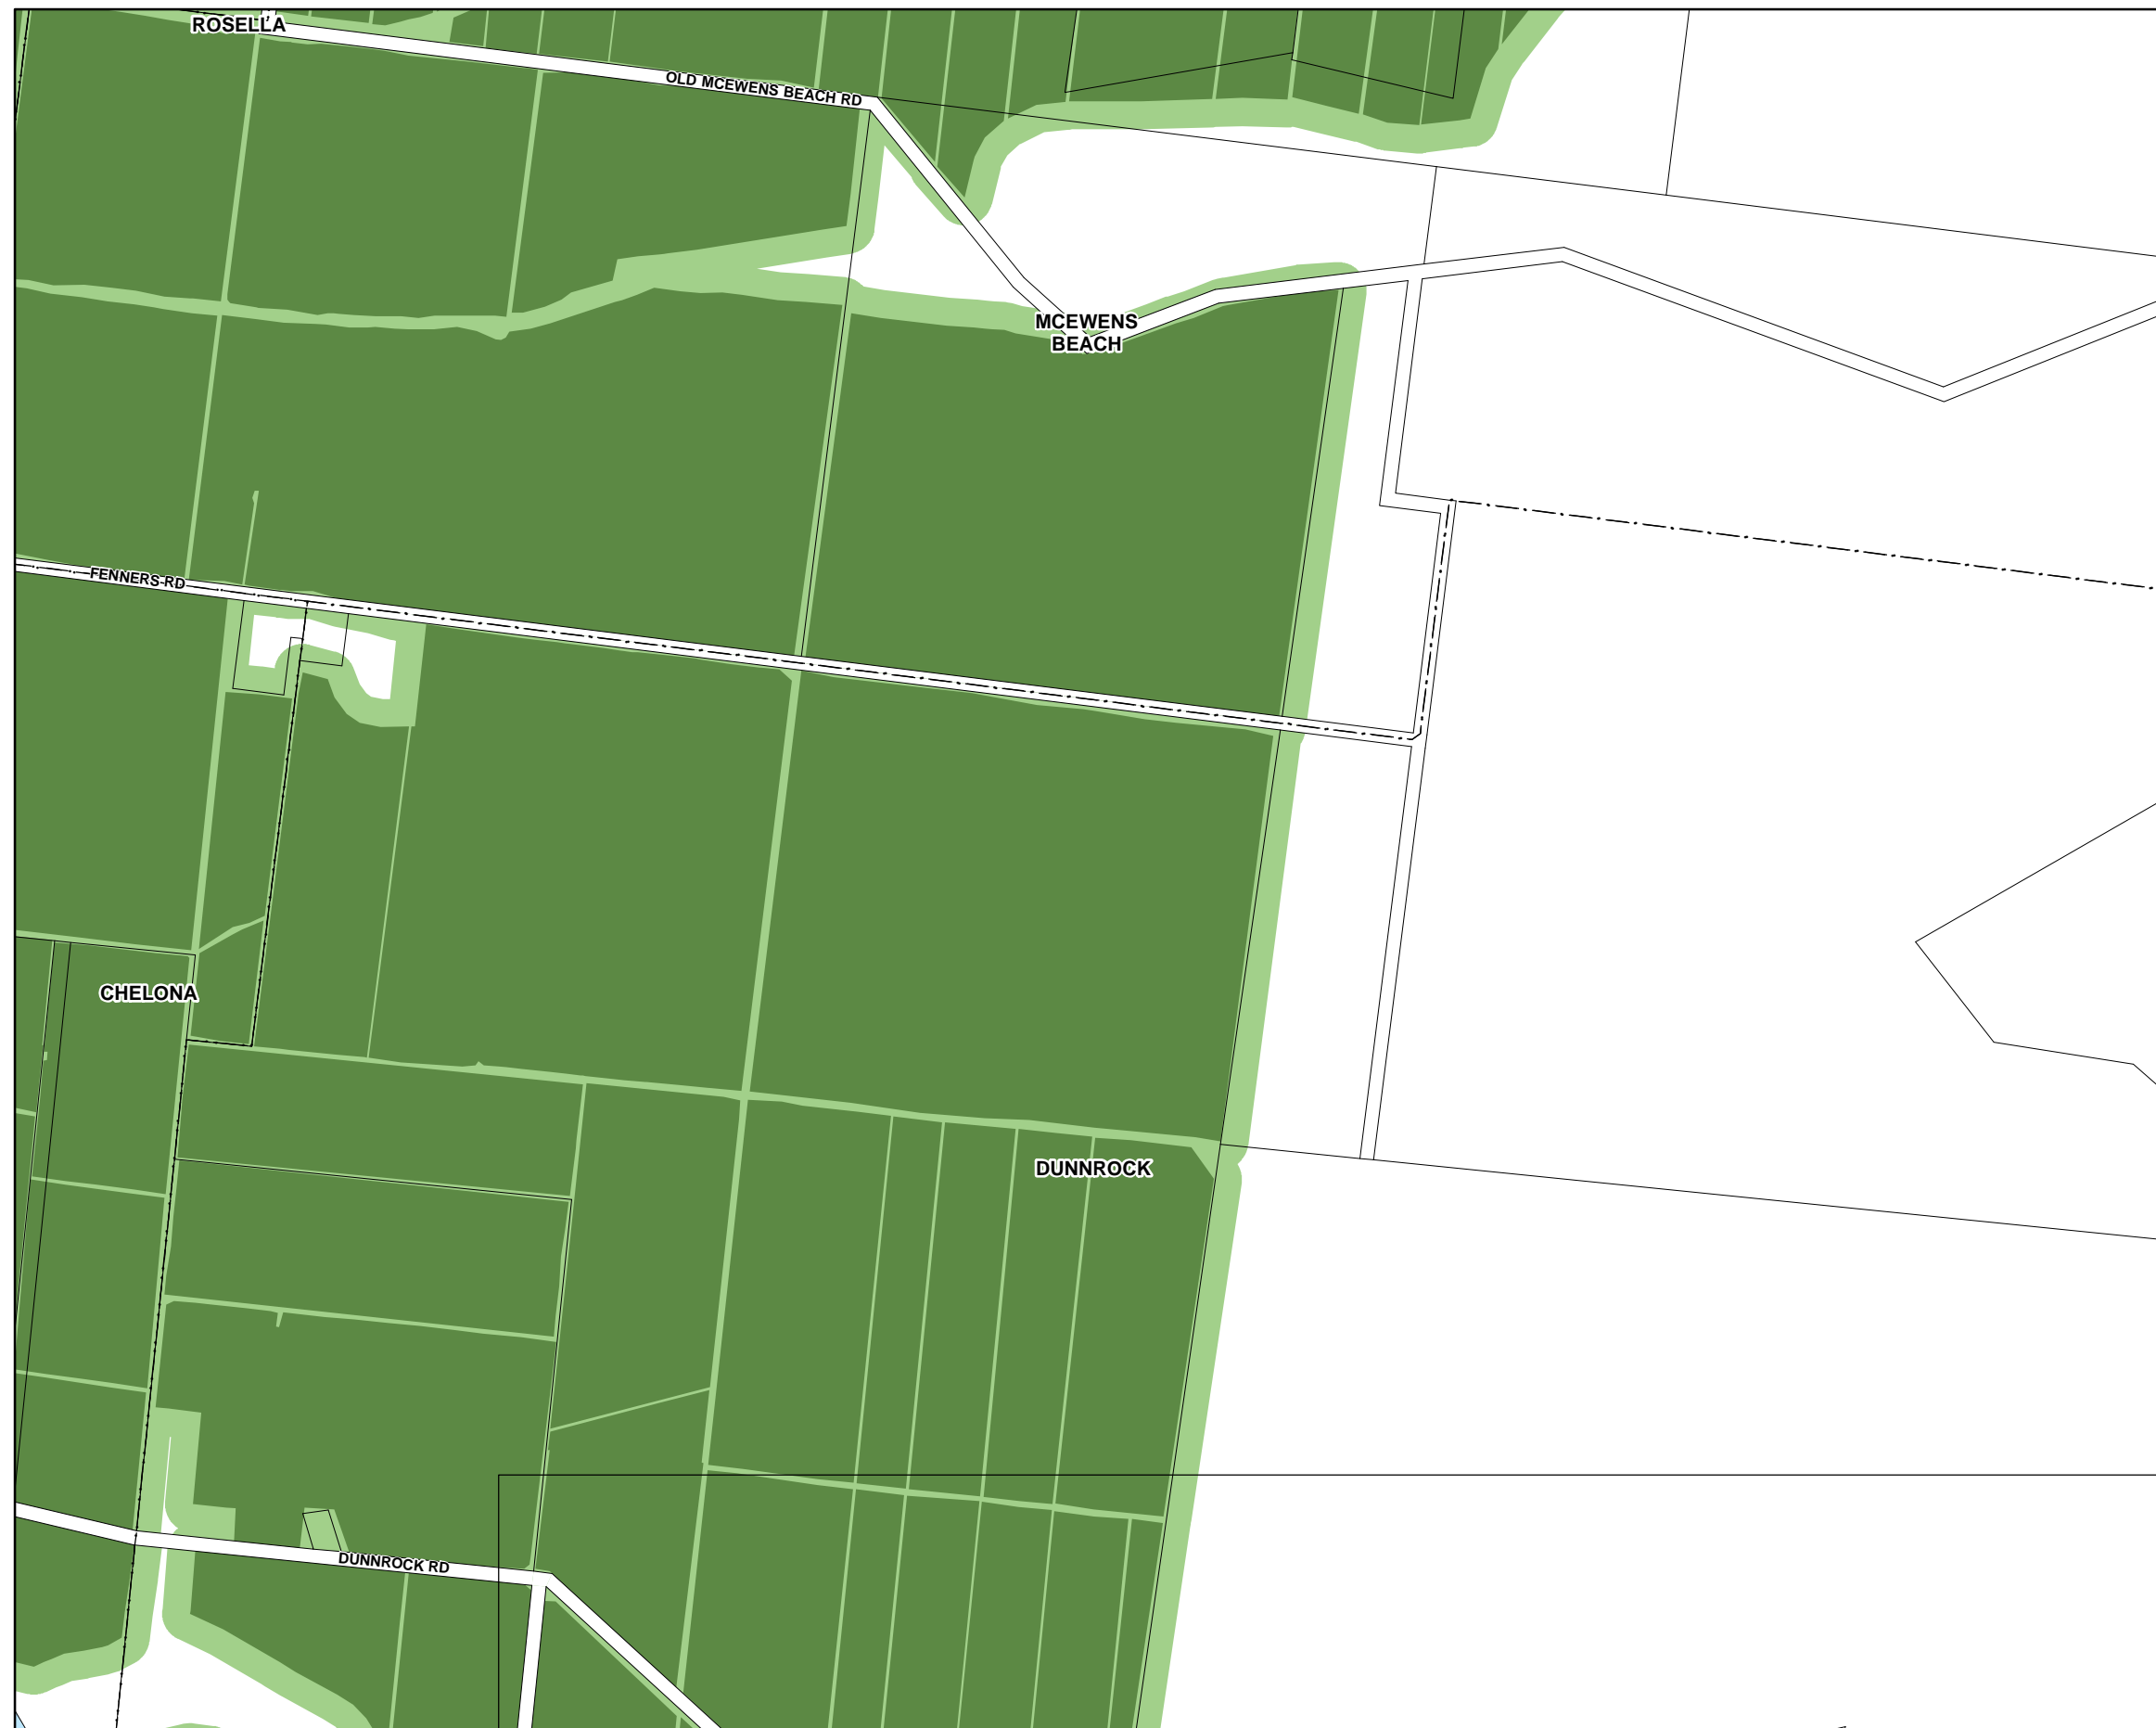 ROSELLA
OLD MCEWENS BEACH RD
MCEWENS
BEACH
FENNERS RD
CHELONA
DUNNROCK
DUNNROCK RD